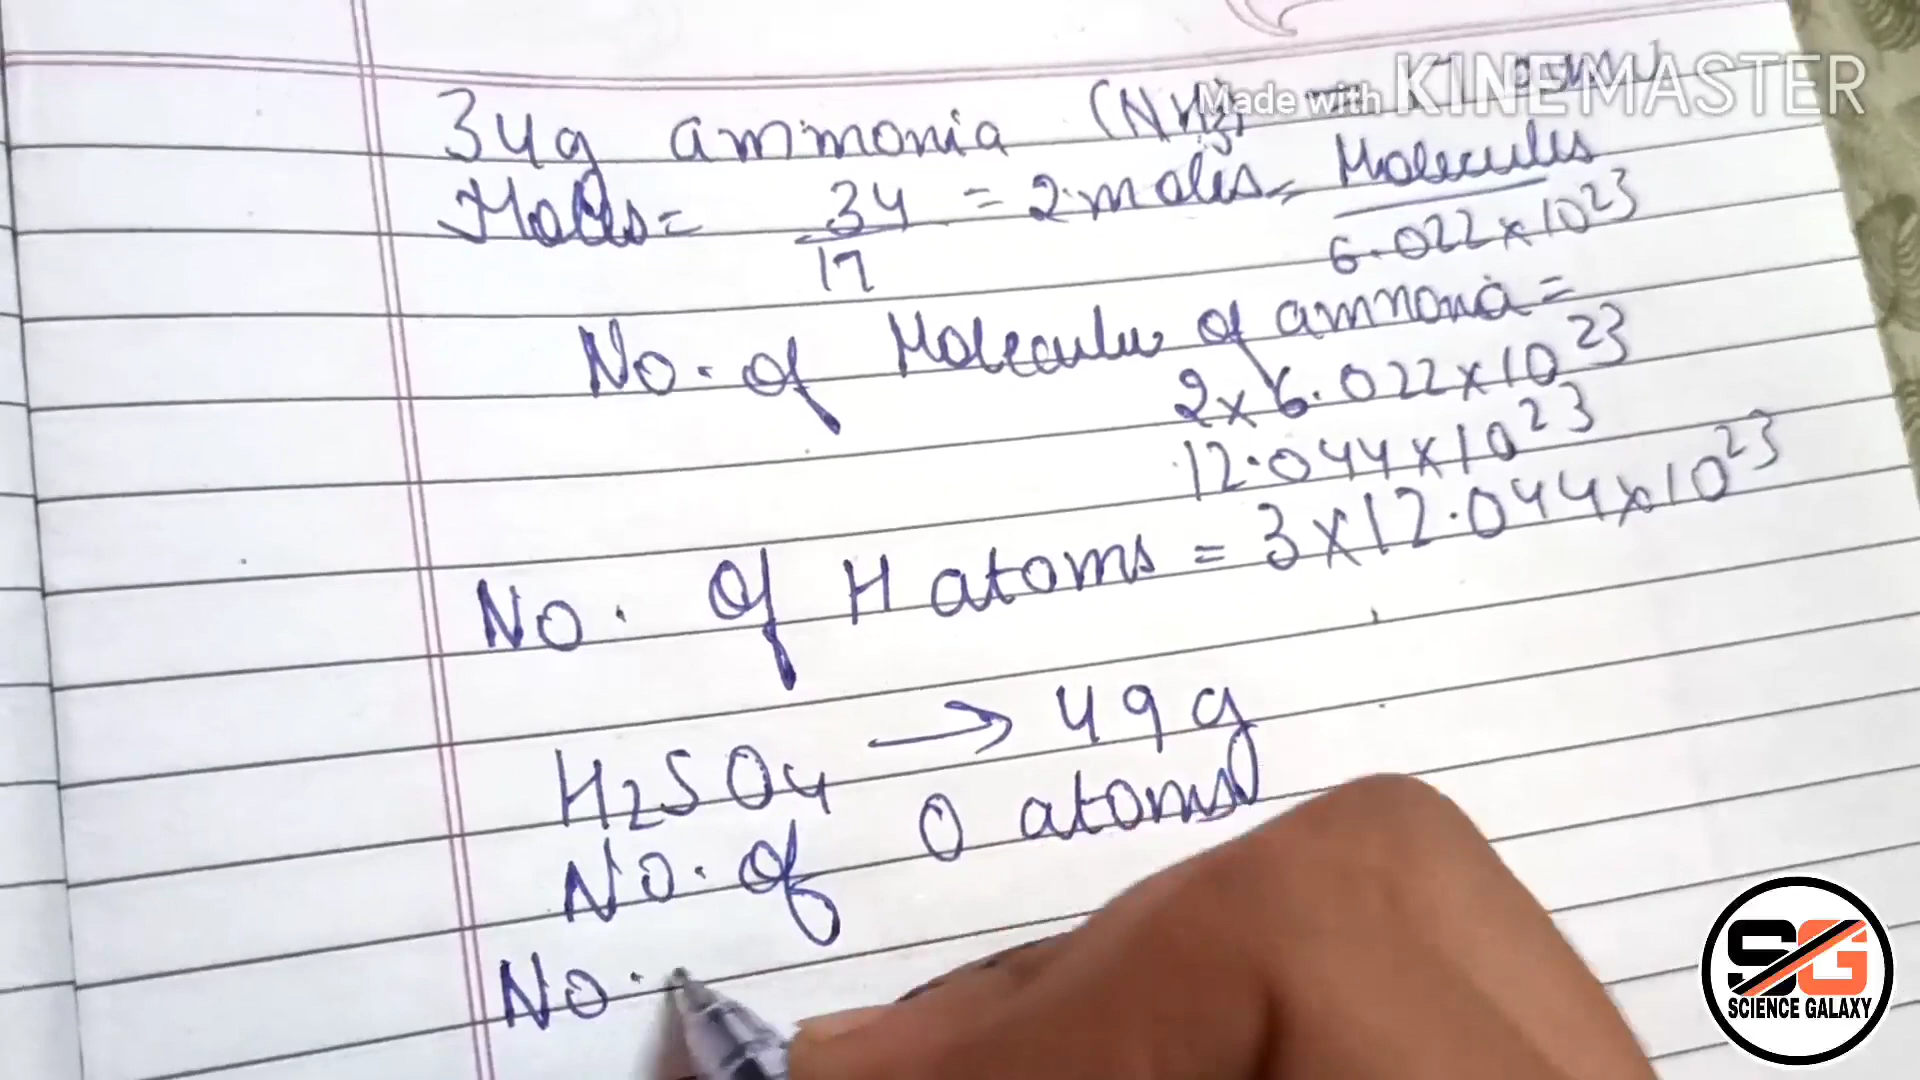 34g ammonia (NH3)
Made with KINEMASTER
Moles = 34/17 = 2 moles = Molecules/6.022×10^23
No. of Molecules of ammonia =
2×6.022×10^23
12.044×10^23
No. of H atoms = 3×12.044×10^23
H2SO4 → 49g
No. of O atoms
No.
SG
SCIENCE GALAXY